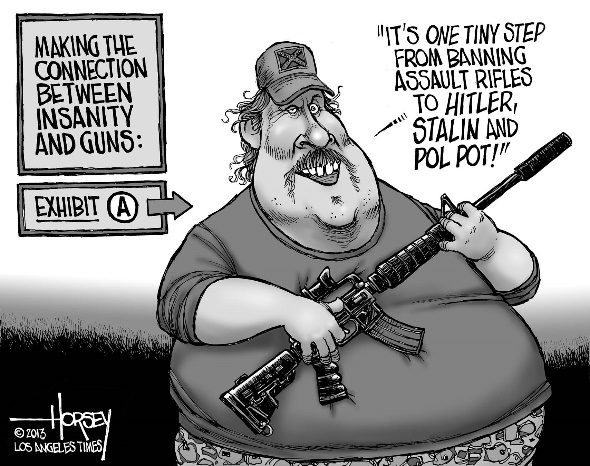 MAKING THE
CONNECTION
BETWEEN
INSANITY
AND GUNS:
EXHIBIT A
"IT'S ONE TINY STEP
FROM BANNING
ASSAULT RIFLES
TO HITLER,
STALIN AND
POL POT!"
HORSEY
©2013
LOS ANGELES TIMES